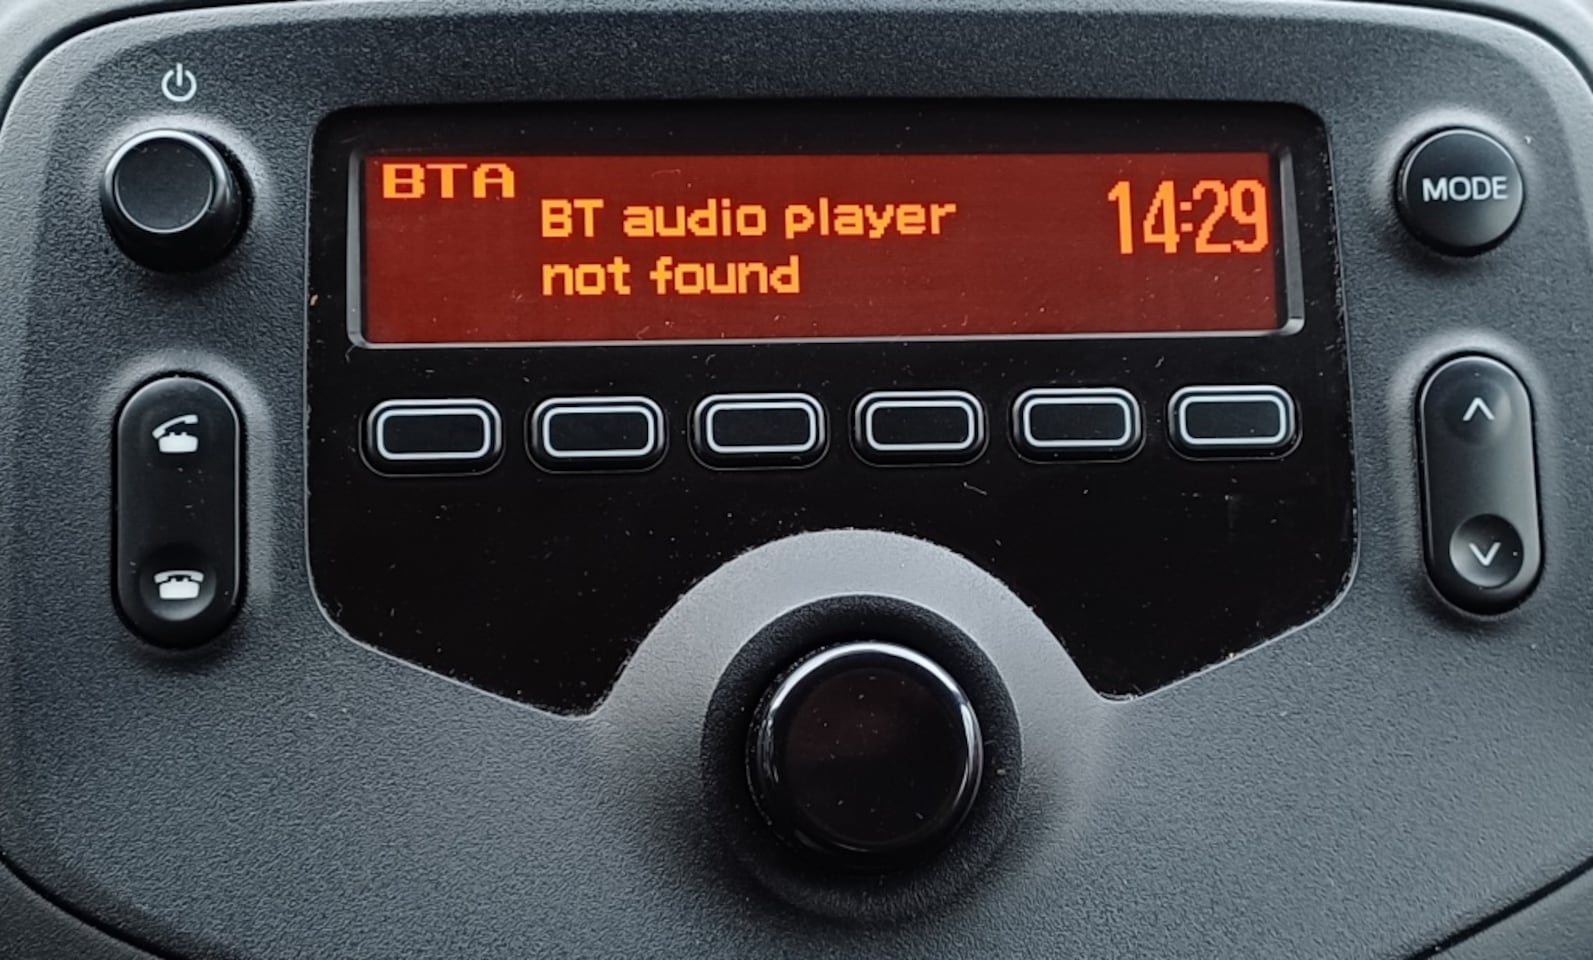 BTA
BT audio player
not found
14:29
MODE